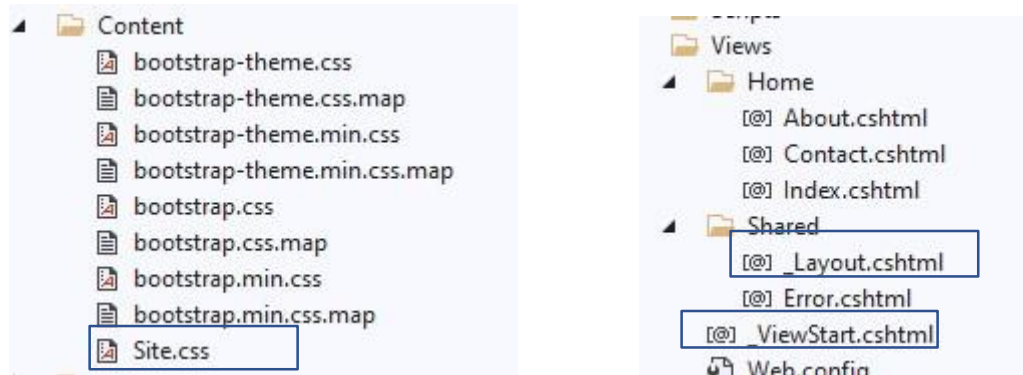 Content
bootstrap-theme.css
bootstrap-theme.css.map
bootstrap-theme.min.css
bootstrap-theme.min.css.map
bootstrap.css
bootstrap.css.map
bootstrap.min.css
bootstrap.min.css.map
Site.css
Scripts
Views
Home
[@] About.cshtml
[@] Contact.cshtml
[@] Index.cshtml
Shared
[@] _Layout.cshtml
[@] Error.cshtml
[@] _ViewStart.cshtml
Web.config